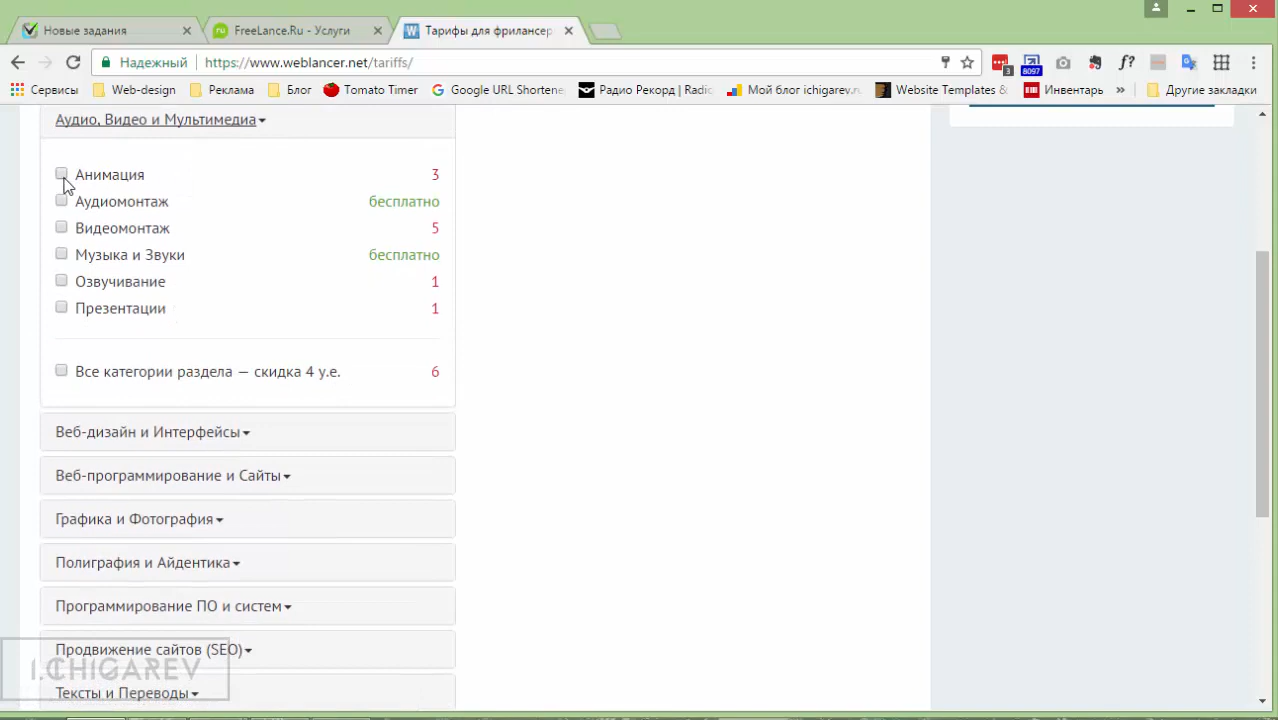 Новые задания
FreeLance.Ru - Услуги
Тарифы для фрилансер
Надежный
https://www.weblancer.net/tariffs/
3
8097
f?
Сервисы
Web-design
Реклама
Блог
Tomato Timer
Google URL Shortene
Радио Рекорд | Radic
Мой блог ichigarev.ru
Website Templates &
Инвентарь
»
Другие закладки
Аудио, Видео и Мультимедиа
Анимация 3
Аудиомонтаж бесплатно
Видеомонтаж 5
Музыка и Звуки бесплатно
Озвучивание 1
Презентации 1
Все категории раздела — скидка 4 у.е. 6
Веб-дизайн и Интерфейсы
Веб-программирование и Сайты
Графика и Фотография
Полиграфия и Айдентика
Программирование ПО и систем
Продвижение сайтов (SEO)
I.CHIGAREV
Тексты и Переводы